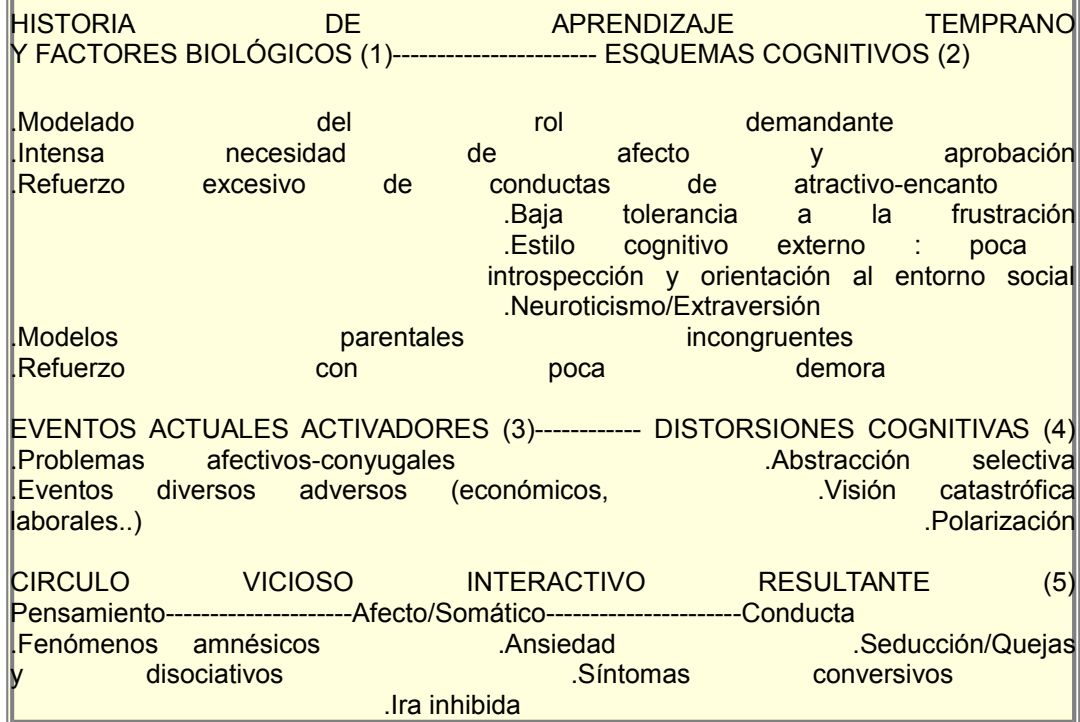 HISTORIA DE APRENDIZAJE TEMPRANO
Y FACTORES BIOLÓGICOS (1)----------------------- ESQUEMAS COGNITIVOS (2)
.Modelado del rol demandante
.Intensa necesidad de afecto y aprobación
.Refuerzo excesivo de conductas de atractivo-encanto
.Baja tolerancia a la frustración
.Estilo cognitivo externo : poca
introspección y orientación al entorno social
.Neuroticismo/Extraversión
.Modelos parentales incongruentes
.Refuerzo con poca demora
EVENTOS ACTUALES ACTIVADORES (3)------------ DISTORSIONES COGNITIVAS (4)
.Problemas afectivos-conyugales .Abstracción selectiva
.Eventos diversos adversos (económicos, .Visión catastrófica
laborales..) .Polarización
CIRCULO VICIOSO INTERACTIVO RESULTANTE (5)
Pensamiento---------------------Afecto/Somático----------------------Conducta
.Fenómenos amnésicos .Ansiedad .Seducción/Quejas
y disociativos .Síntomas conversivos
.Ira inhibida